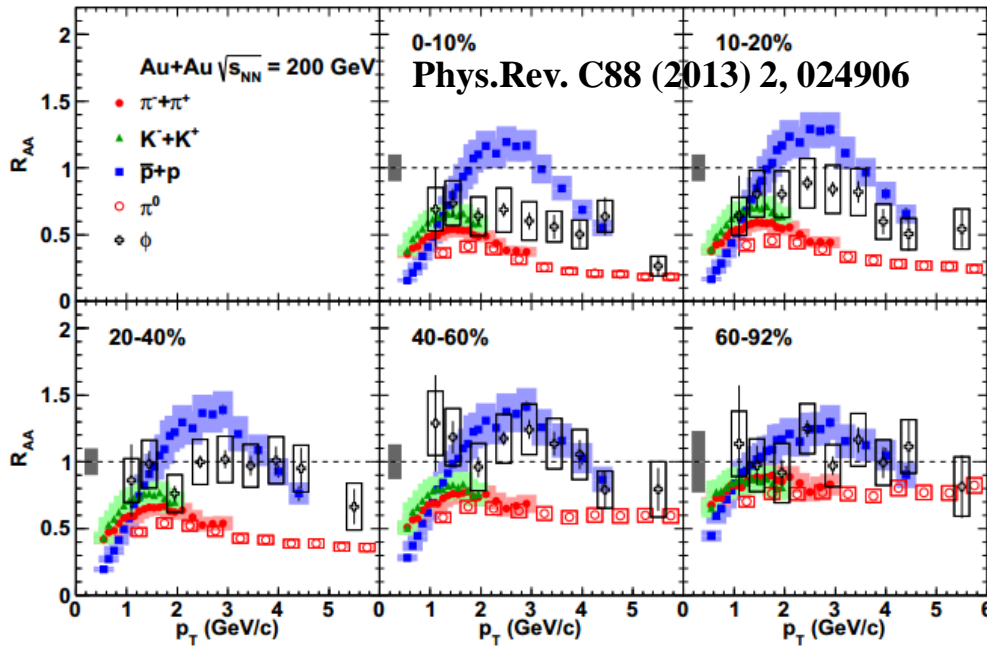 2
1.5
1
0.5
0
R_AA
Au+Au √s_NN = 200 GeV
π⁻+π⁺
K⁻+K⁺
p̅+p
π⁰
ϕ
0-10%
Phys.Rev. C88 (2013) 2, 024906
10-20%
2
1.5
1
0.5
0
R_AA
20-40%
40-60%
60-92%
0 1 2 3 4 5 0 1 2 3 4 5 0 1 2 3 4 5 6
p_T (GeV/c) p_T (GeV/c) p_T (GeV/c)